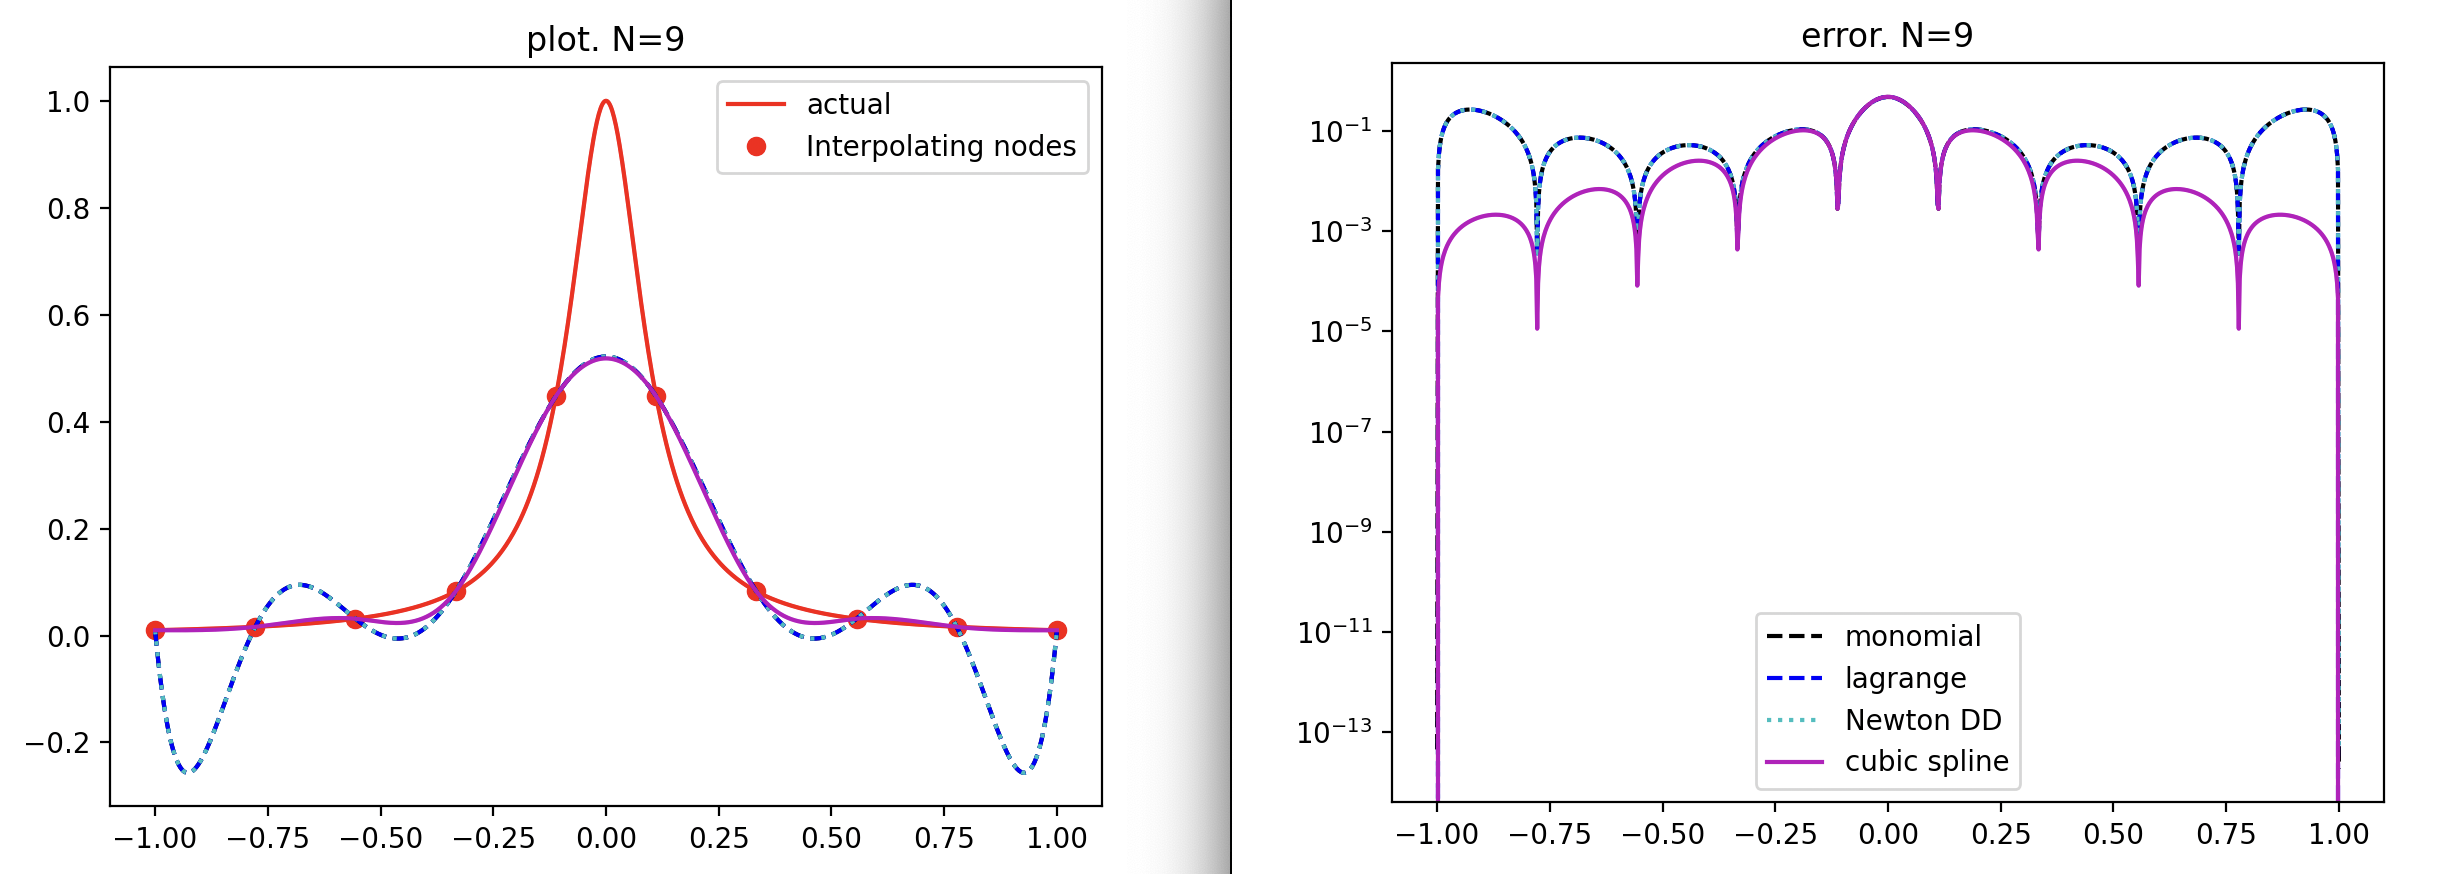 plot. N=9
actual
Interpolating nodes
1.0
0.8
0.6
0.4
0.2
0.0
−0.2
−1.00 −0.75 −0.50 −0.25 0.00 0.25 0.50 0.75 1.00
error. N=9
10⁻¹
10⁻³
10⁻⁵
10⁻⁷
10⁻⁹
10⁻¹¹
10⁻¹³
monomial
lagrange
Newton DD
cubic spline
−1.00 −0.75 −0.50 −0.25 0.00 0.25 0.50 0.75 1.00